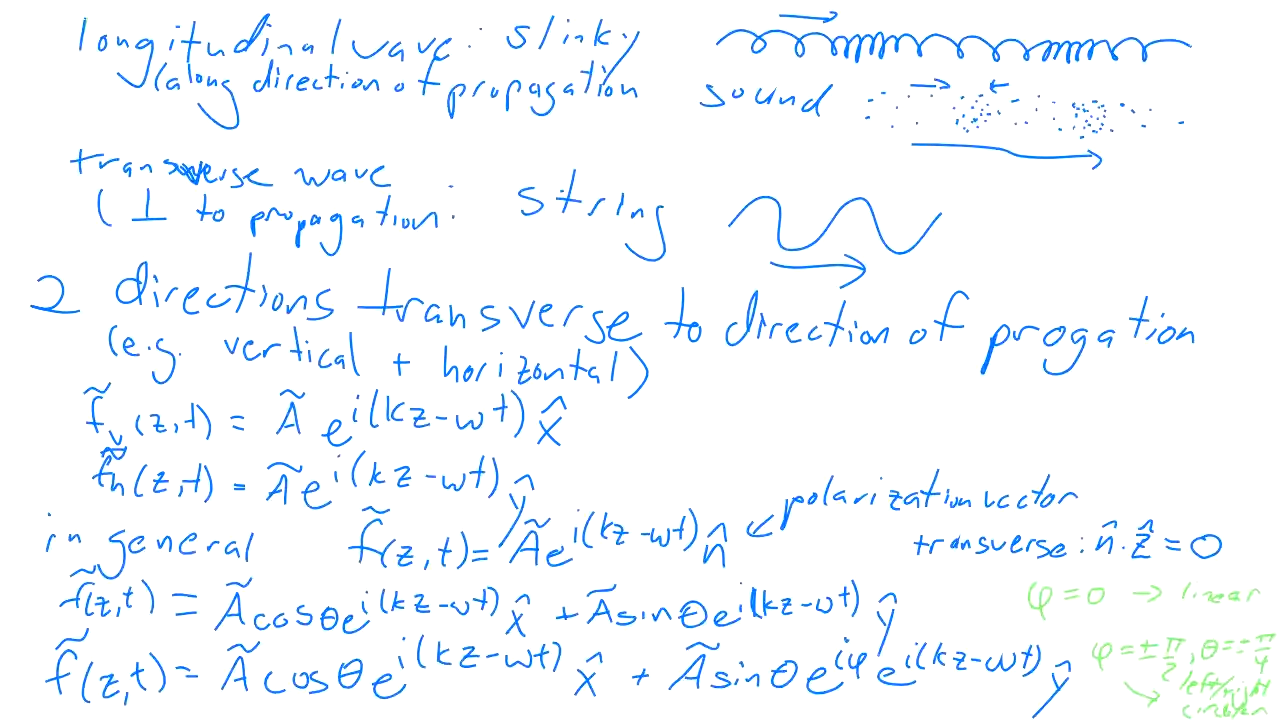 longitudinal wave: slinky
(along direction of propagation
sound
transverse wave
(⊥ to propagation: string
2 directions transverse to direction of progation
(e.g. vertical + horizontal)
f̃ᵥ(z,t) = Ã e^{i(kz-ωt)} x̂
f̃ₕ(z,t) = Ã e^{i(kz-ωt)} ŷ
in general f̃(z,t) = Ã e^{i(kz-ωt)} n̂ ← polarization vector
transverse: n̂·ẑ = 0
f̃(z,t) = Ã cosθ e^{i(kz-ωt)} x̂ + Ã sinθ e^{i(kz-ωt)} ŷ
φ = 0 → linear
f̃(z,t) = Ã cosθ e^{i(kz-ωt)} x̂ + Ã sinθ e^{iφ} e^{i(kz-ωt)} ŷ
φ = ± π/2, θ = π/4
→ left/right